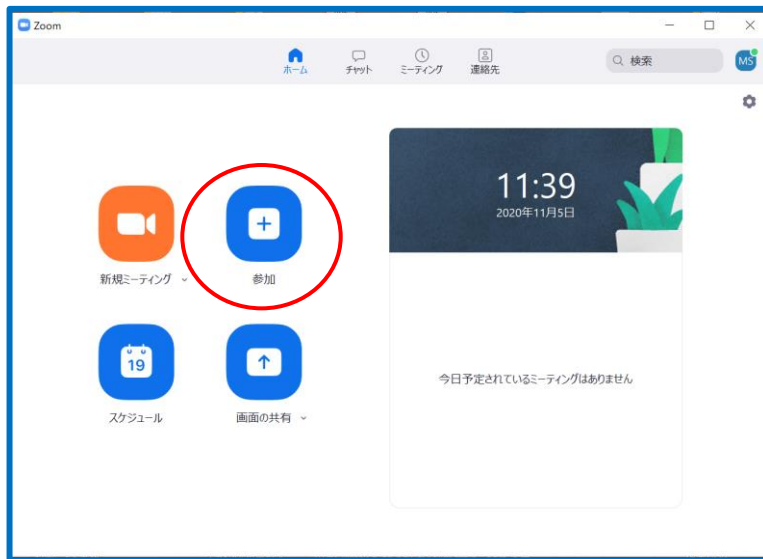 Zoom
ホーム
チャット
ミーティング
連絡先
検索
MS
11:39
2020年11月5日
新規ミーティング
参加
19
スケジュール
画面の共有
今日予定されているミーティングはありません